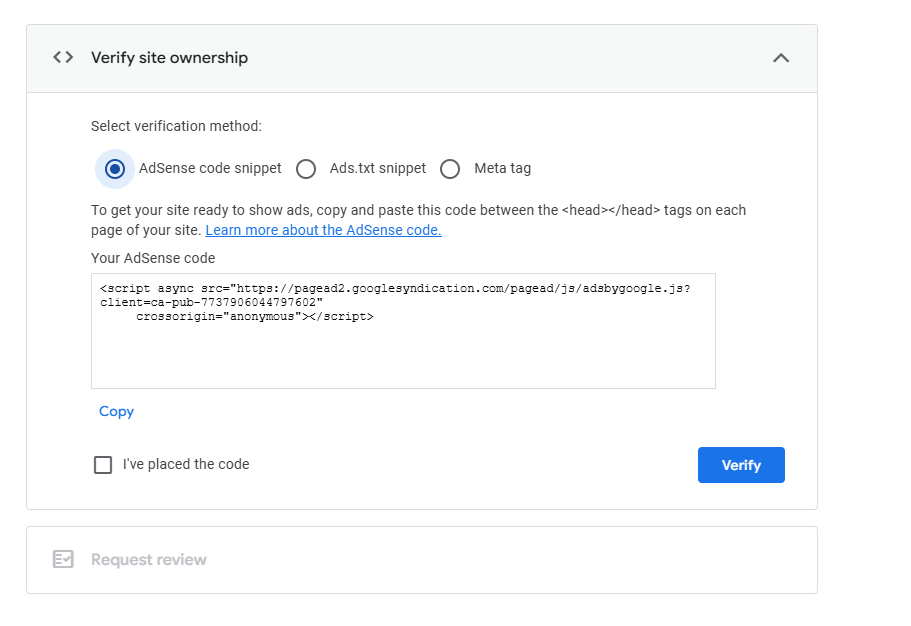 Verify site ownership
Select verification method:
AdSense code snippet Ads.txt snippet Meta tag
To get your site ready to show ads, copy and paste this code between the <head></head> tags on each
page of your site. Learn more about the AdSense code.
Your AdSense code
<script async src="https://pagead2.googlesyndication.com/pagead/js/adsbygoogle.js?
client=ca-pub-7737906044797602"
     crossorigin="anonymous"></script>
Copy
I've placed the code
Verify
Request review